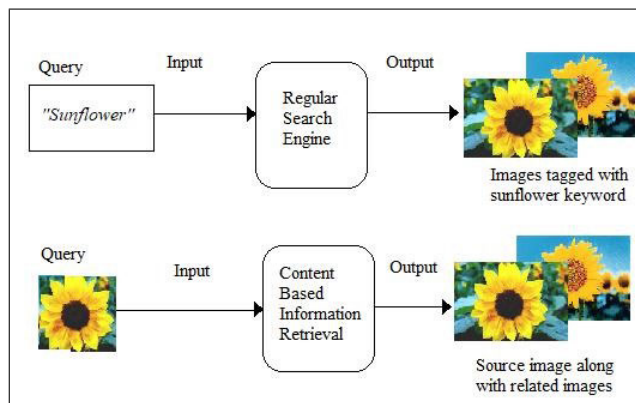 Query
Input
Output
"Sunflower"
Regular
Search
Engine
Images tagged with
sunflower keyword
Query
Input
Output
Content
Based
Information
Retrieval
Source image along
with related images